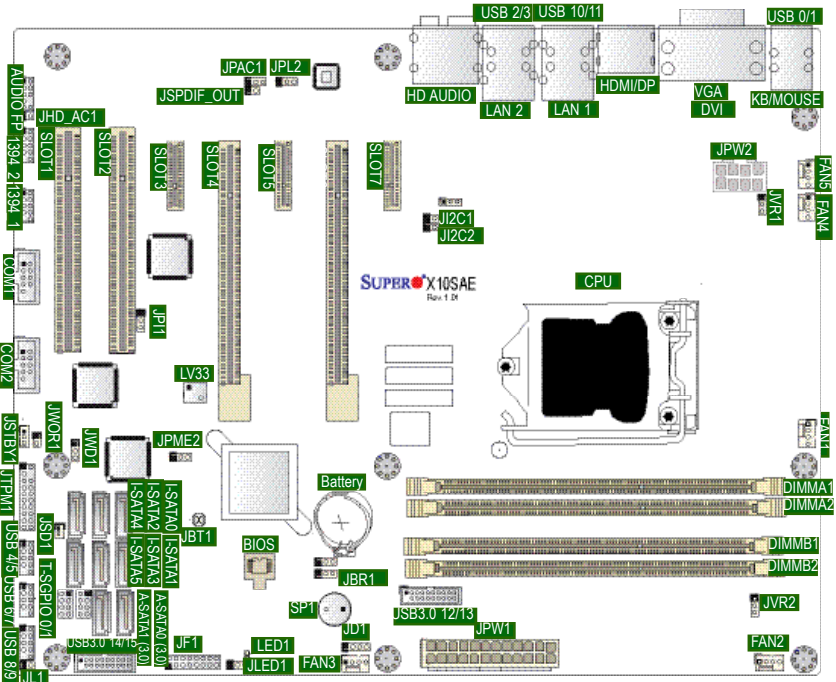 USB 2/3
USB 10/11
USB 0/1
JPAC1
JPL2
JSPDIF_OUT
HD AUDIO
LAN 2
LAN 1
HDMI/DP
VGA
DVI
KB/MOUSE
AUDIO FP
JHD_AC1
1394_2
1394_1
SLOT1
SLOT2
SLOT3
SLOT4
SLOT5
SLOT7
JPW2
JVR1
FAN5
FAN4
JI2C1
JI2C2
COM1
SUPER X10SAE
Rev. 1.01
CPU
JPI1
COM2
LV33
JSTBY1
JWOR1
JWD1
JPME2
FAN1
JTPM1
I-SATA4
I-SATA2
I-SATA0
Battery
DIMMA1
DIMMA2
JSD1
JBT1
USB 4/5
I-SATA5
I-SATA3
I-SATA1
BIOS
DIMMB1
DIMMB2
JBR1
USB 6/7
T-SGPIO 0/1
A-SATA1 (3.0)
A-SATA0 (3.0)
SP1
USB3.0 12/13
JVR2
USB 8/9
USB3.0 14/15
JF1
LED1
JD1
JPW1
FAN2
JL1
JLED1
FAN3